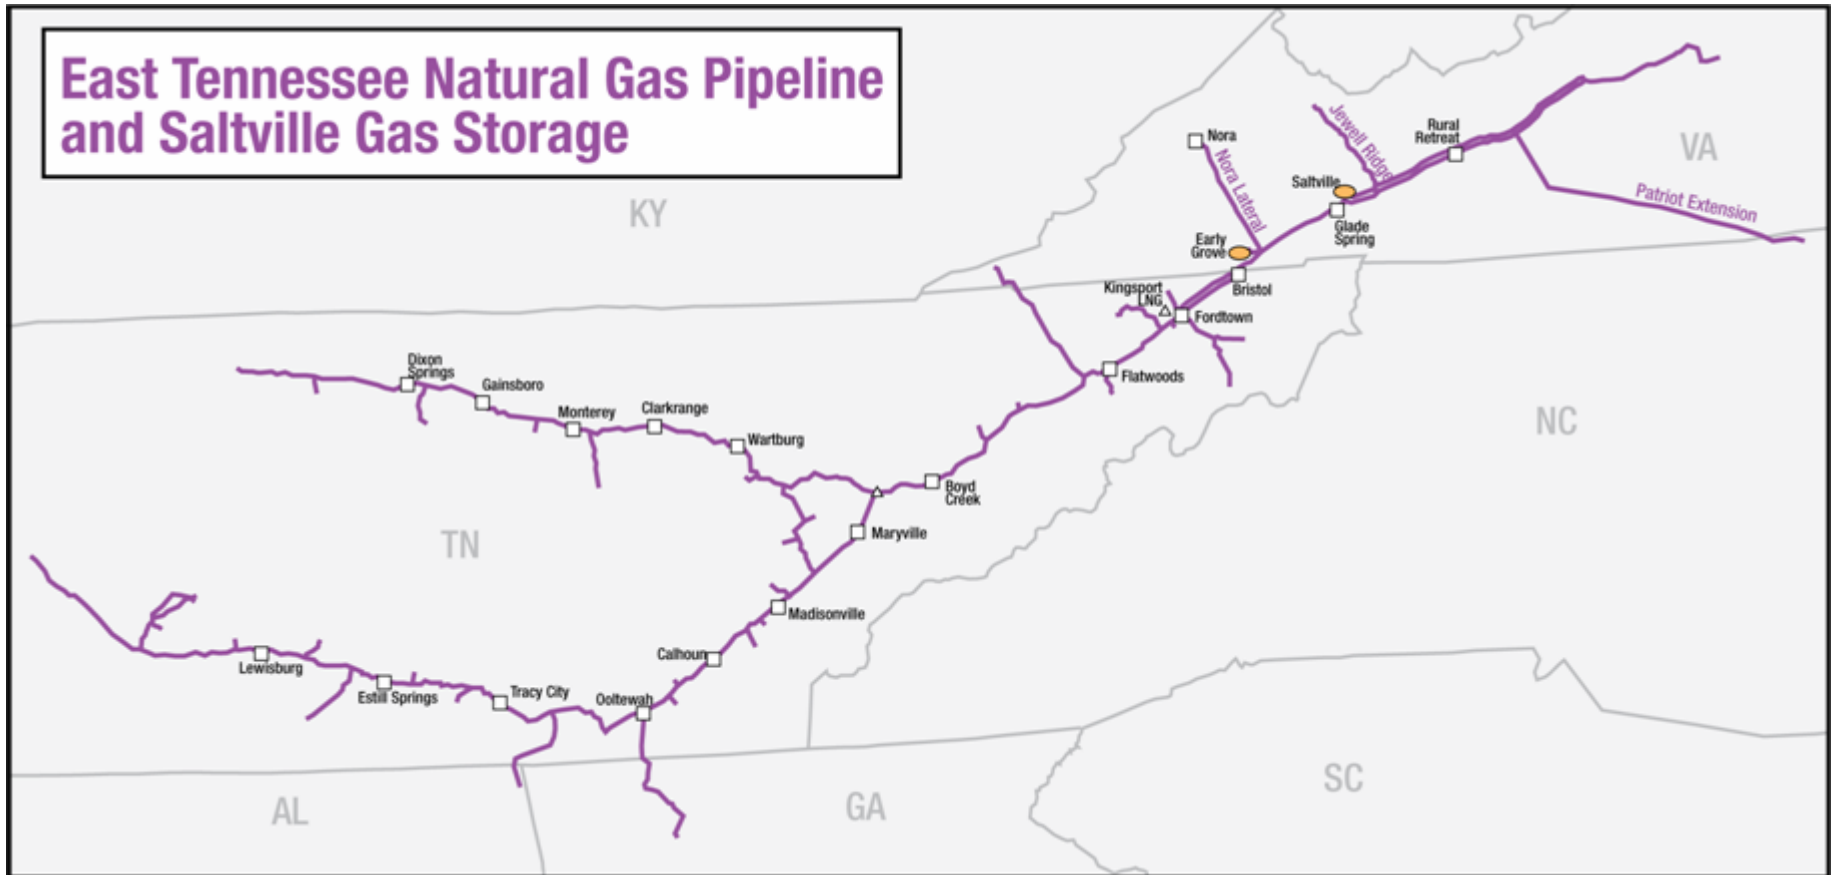 East Tennessee Natural Gas Pipeline
and Saltville Gas Storage
KY
VA
NC
TN
AL
GA
SC
Nora
Nora Lateral
Jewell Ridge
Rural
Retreat
Patriot Extension
Saltville
Glade
Spring
Early
Grove
Bristol
Kingsport
LNG
Fordtown
Flatwoods
Dixon
Springs
Gainsboro
Monterey
Clarkrange
Wartburg
Boyd
Creek
Maryville
Madisonville
Calhoun
Ooltewah
Tracy City
Estill Springs
Lewisburg